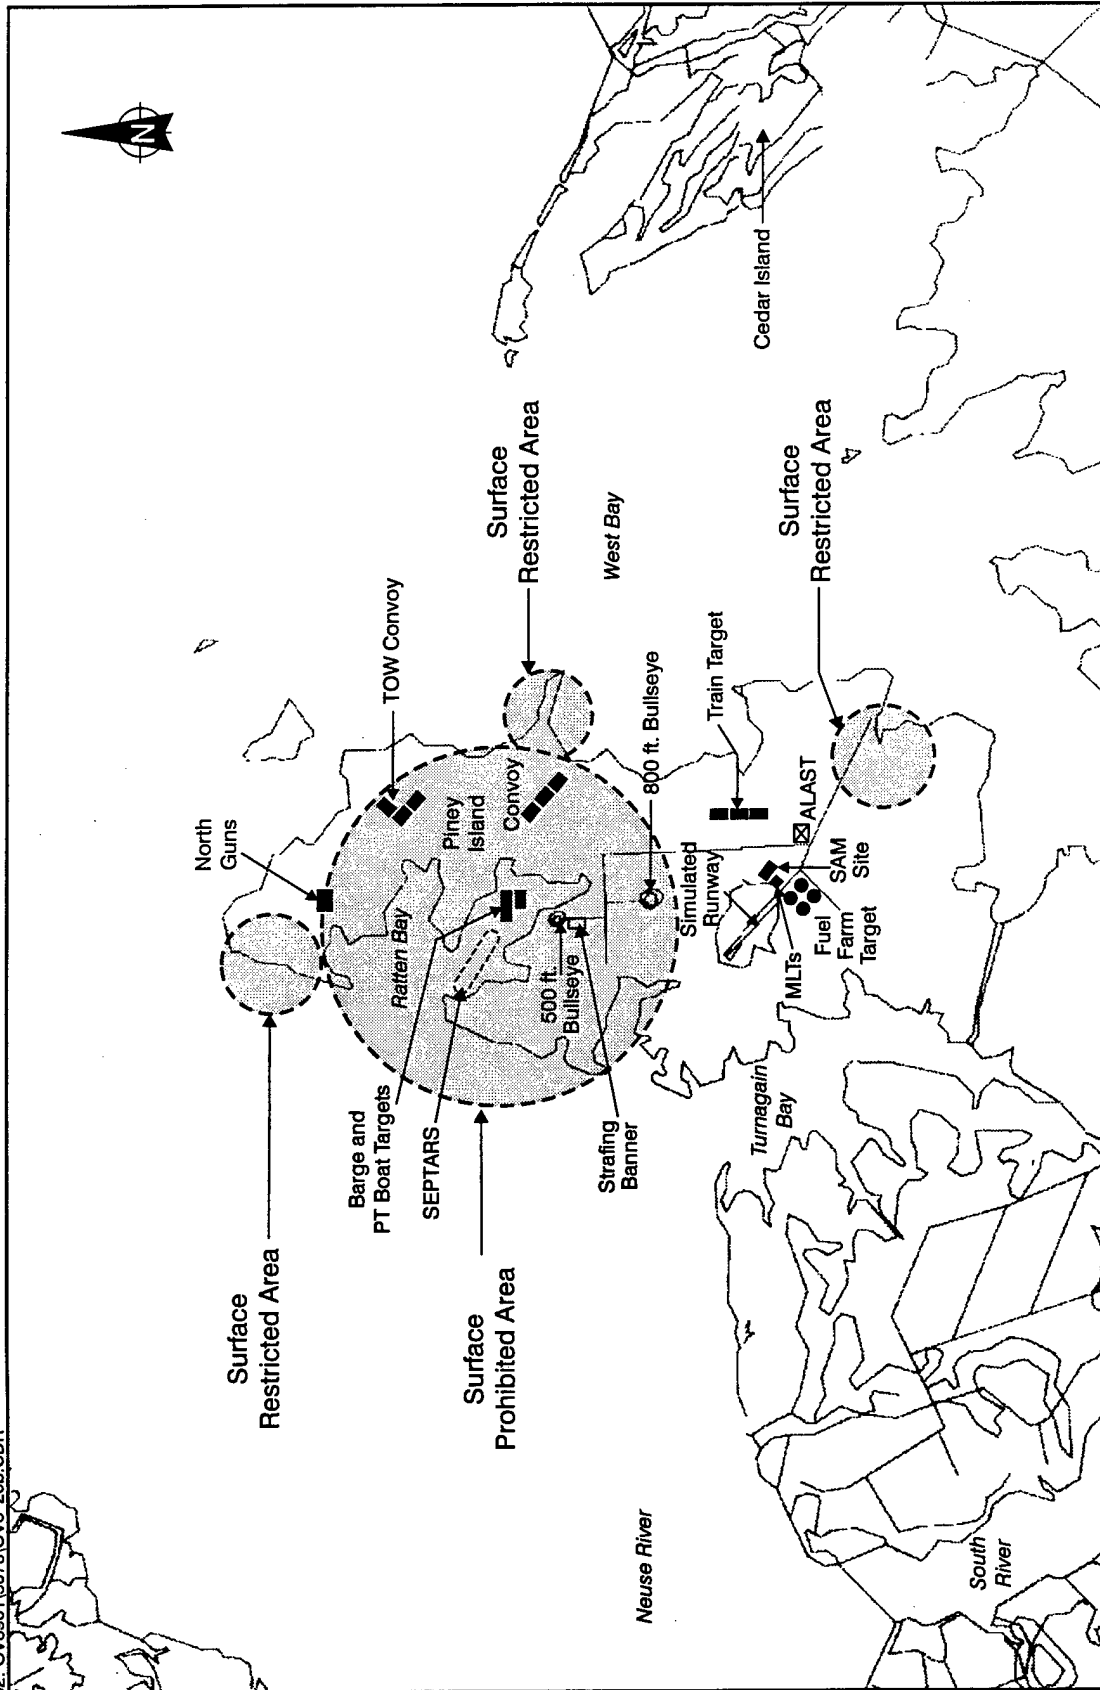 N
North
Guns
TOW Convoy
Surface
Restricted Area
Ratten Bay
Piney
Island
Convoy
Surface
Restricted Area
West Bay
Barge and
PT Boat Targets
SEPTARS
Surface
Prohibited Area
500 ft.
Bullseye
Strafing
Banner
800 ft. Bullseye
Simulated
Runway
Train Target
Cedar Island
Surface
Restricted Area
ALAST
SAM
Site
MLTs
Fuel
Farm
Target
Turnagain
Bay
Neuse River
South
River